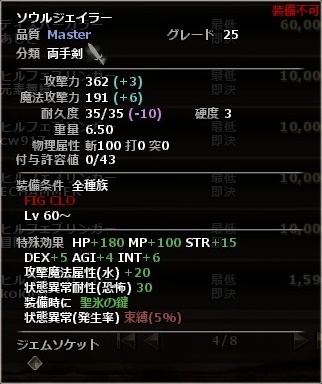 装備不可
ソウルジェイラー
品質 Master グレード 25
分類 両手剣
攻撃力 362 (+3)
魔法攻撃力 191 (+6)
耐久度 35/35 (-10) 硬度 3
重量 6.50
物理属性 斬100 打0 突0
付与許容値 0/43
装備条件 全種族
FIG CLO
Lv 60～
特殊効果 HP+180 MP+100 STR+15
DEX+5 AGI+4 INT+6
攻撃魔法属性(水) +20
状態異常耐性(恐怖) 30
装備時に 聖氷の鍵
状態異常(発生率) 束縛(5%)
4/8
ジェムソケット